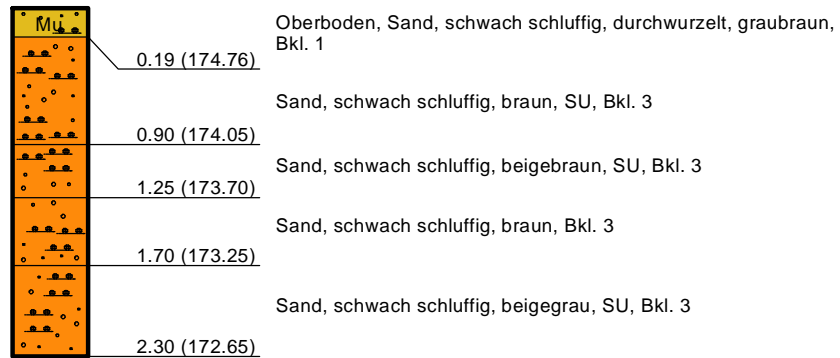 Mu
Oberboden, Sand, schwach schluffig, durchwurzelt, graubraun,
Bkl. 1
0.19 (174.76)
Sand, schwach schluffig, braun, SU, Bkl. 3
0.90 (174.05)
Sand, schwach schluffig, beigebraun, SU, Bkl. 3
1.25 (173.70)
Sand, schwach schluffig, braun, Bkl. 3
1.70 (173.25)
Sand, schwach schluffig, beigegrau, SU, Bkl. 3
2.30 (172.65)